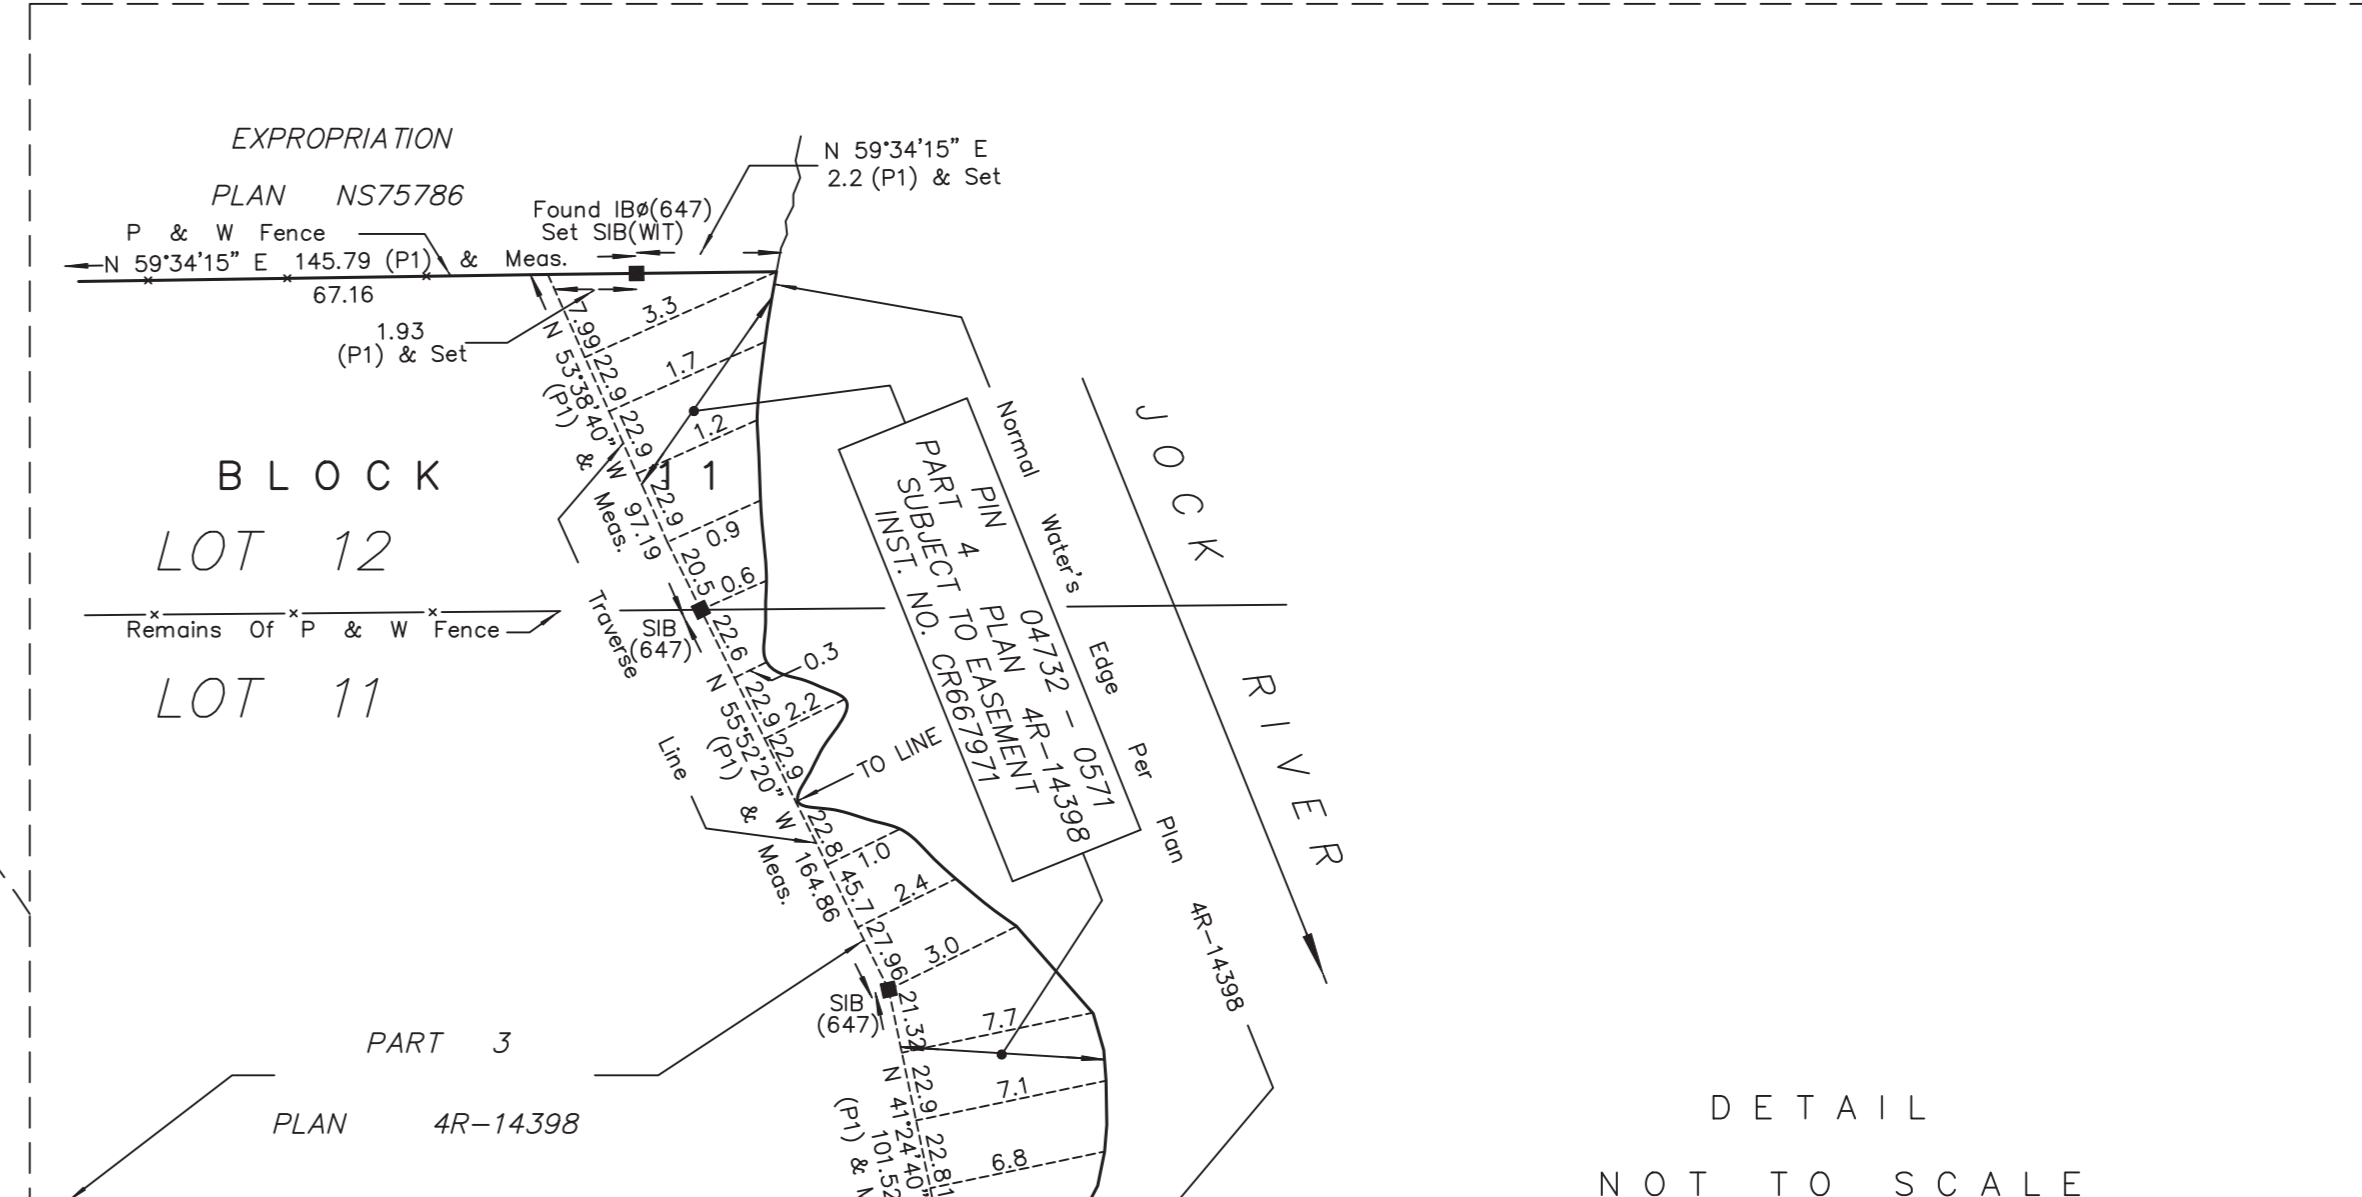 EXPROPRIATION
PLAN NS75786
P & W Fence
N 59°34'15" E 145.79 (P1) & Meas.
67.16
1.93
(P1) & Set
Found IBø(647)
Set SIB(WIT)
N 59°34'15" E
2.2 (P1) & Set
7.99
22.9
22.9
22.9
20.5
3.3
1.7
1.2
0.9
0.6
N 53°38'40" W 97.19
(P1) & Meas.
BLOCK 11
LOT 12
Remains Of P & W Fence
LOT 11
SIB
(647)
Traverse Line
22.6
22.9
22.9
22.8
45.7
27.96
0.3
2.2
TO LINE
1.0
2.4
3.0
N 55°52'20" W 164.86
(P1) & Meas.
PIN 04732 - 0571
PART 4 PLAN 4R-14398
SUBJECT TO EASEMENT
INST. NO. CR667971
Normal Water's Edge Per Plan 4R-14398
JOCK RIVER
SIB
(647)
21.32
22.9
22.81
7.7
7.1
6.8
N 41°24'40"
101.52
(P1) &
PART 3
PLAN 4R-14398
DETAIL
NOT TO SCALE